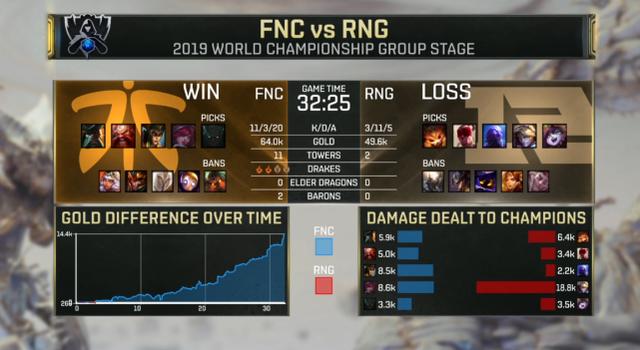 FNC vs RNG
2019 WORLD CHAMPIONSHIP GROUP STAGE
WIN FNC GAME TIME 32:25 RNG LOSS
PICKS 11/3/20 K/D/A 3/11/5 PICKS
64.0k GOLD 49.6k
11 TOWERS 2
BANS DRAKES BANS
0 ELDER DRAGONS 0
2 BARONS 0
GOLD DIFFERENCE OVER TIME
14.4k
260
0 10 20 30
FNC
RNG
DAMAGE DEALT TO CHAMPIONS
5.9k 6.4k
5.0k 3.4k
8.5k 2.2k
8.6k 18.8k
3.3k 3.5k